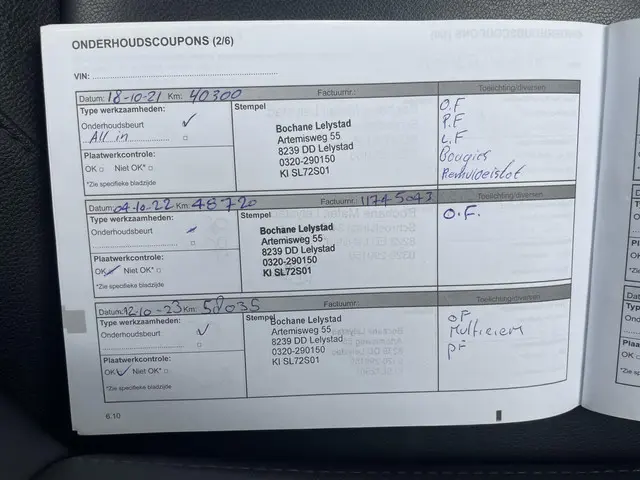 ONDERHOUDSCOUPONS (2/6)
VIN:
Datum: 18-10-21 Km: 40300 Factuurnr.: Toelichting/diversen
Type werkzaamheden: Stempel
Onderhoudsbeurt ✓
All in
Plaatwerkcontrole:
OK Niet OK*
*Zie specifieke bladzijde
Bochane Lelystad
Artemisweg 55
8239 DD Lelystad
0320-290150
KI SL72S01
O.F
P.F
L.F
Bougies
Remvloeistof
Datum: 04-10-22 Km: 48720 Factuurnr.: 11745043 Toelichting/diversen
Type werkzaamheden: Stempel
Onderhoudsbeurt
Plaatwerkcontrole:
OK Niet OK*
*Zie specifieke bladzijde
Bochane Lelystad
Artemisweg 55
8239 DD Lelystad
0320-290150
KI SL72S01
O.F.
Datum: 12-10-23 Km: Factuurnr.: Toelichting/diversen
Type werkzaamheden: Stempel
Onderhoudsbeurt ✓
Plaatwerkcontrole:
OK ✓ Niet OK*
*Zie specifieke bladzijde
Bochane Lelystad
Artemisweg 55
8239 DD Lelystad
0320-290150
KI SL72S01
OF
Multiriem
PF
6.10